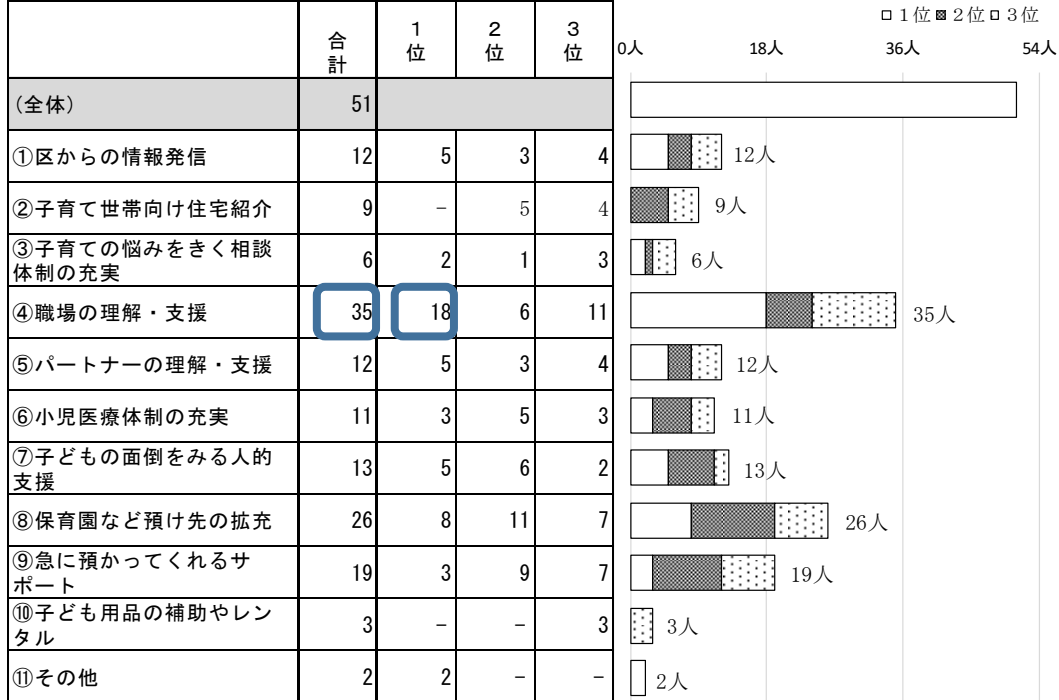 □１位■２位□３位
合計 １位 ２位 ３位 0人 18人 36人 54人
(全体) 51
①区からの情報発信 12 5 3 4 12人
②子育て世帯向け住宅紹介 9 － 5 4 9人
③子育ての悩みをきく相談
体制の充実 6 2 1 3 6人
④職場の理解・支援 35 18 6 11 35人
⑤パートナーの理解・支援 12 5 3 4 12人
⑥小児医療体制の充実 11 3 5 3 11人
⑦子どもの面倒をみる人的
支援 13 5 6 2 13人
⑧保育園など預け先の拡充 26 8 11 7 26人
⑨急に預かってくれるサ
ポート 19 3 9 7 19人
⑩子ども用品の補助やレン
タル 3 － － 3 3人
⑪その他 2 2 － － 2人